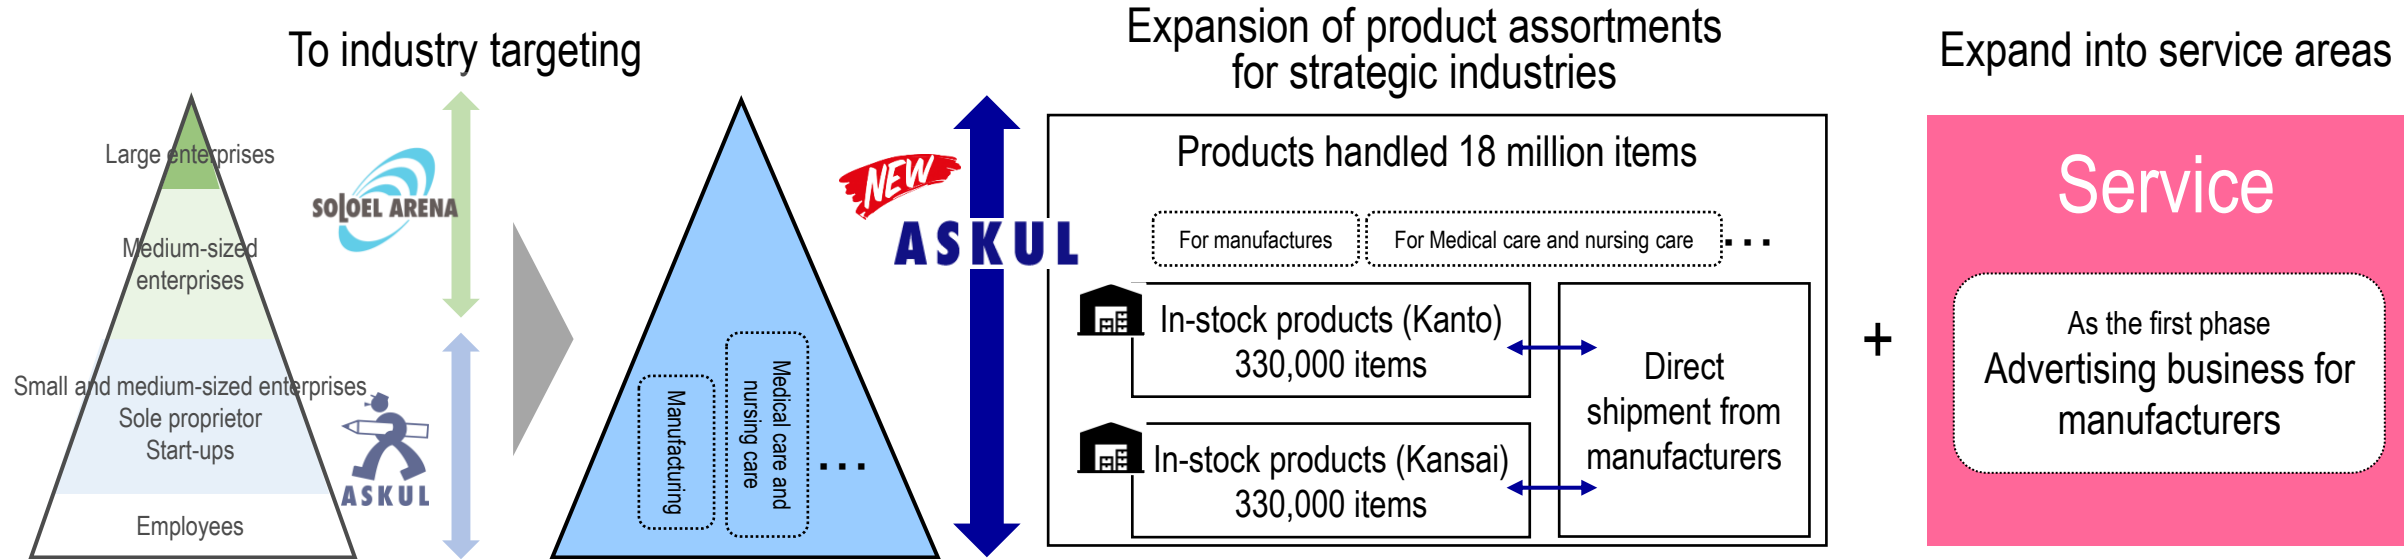 To industry targeting
Large enterprises
Medium-sized
enterprises
Small and medium-sized enterprises
Sole proprietor
Start-ups
Employees
SOLOEL ARENA
ASKUL
Manufacturing
Medical care and
nursing care
...
NEW
ASKUL
Expansion of product assortments
for strategic industries
Products handled 18 million items
For manufactures
For Medical care and nursing care
...
In-stock products (Kanto)
330,000 items
In-stock products (Kansai)
330,000 items
Direct
shipment from
manufacturers
+
Expand into service areas
Service
As the first phase
Advertising business for
manufacturers